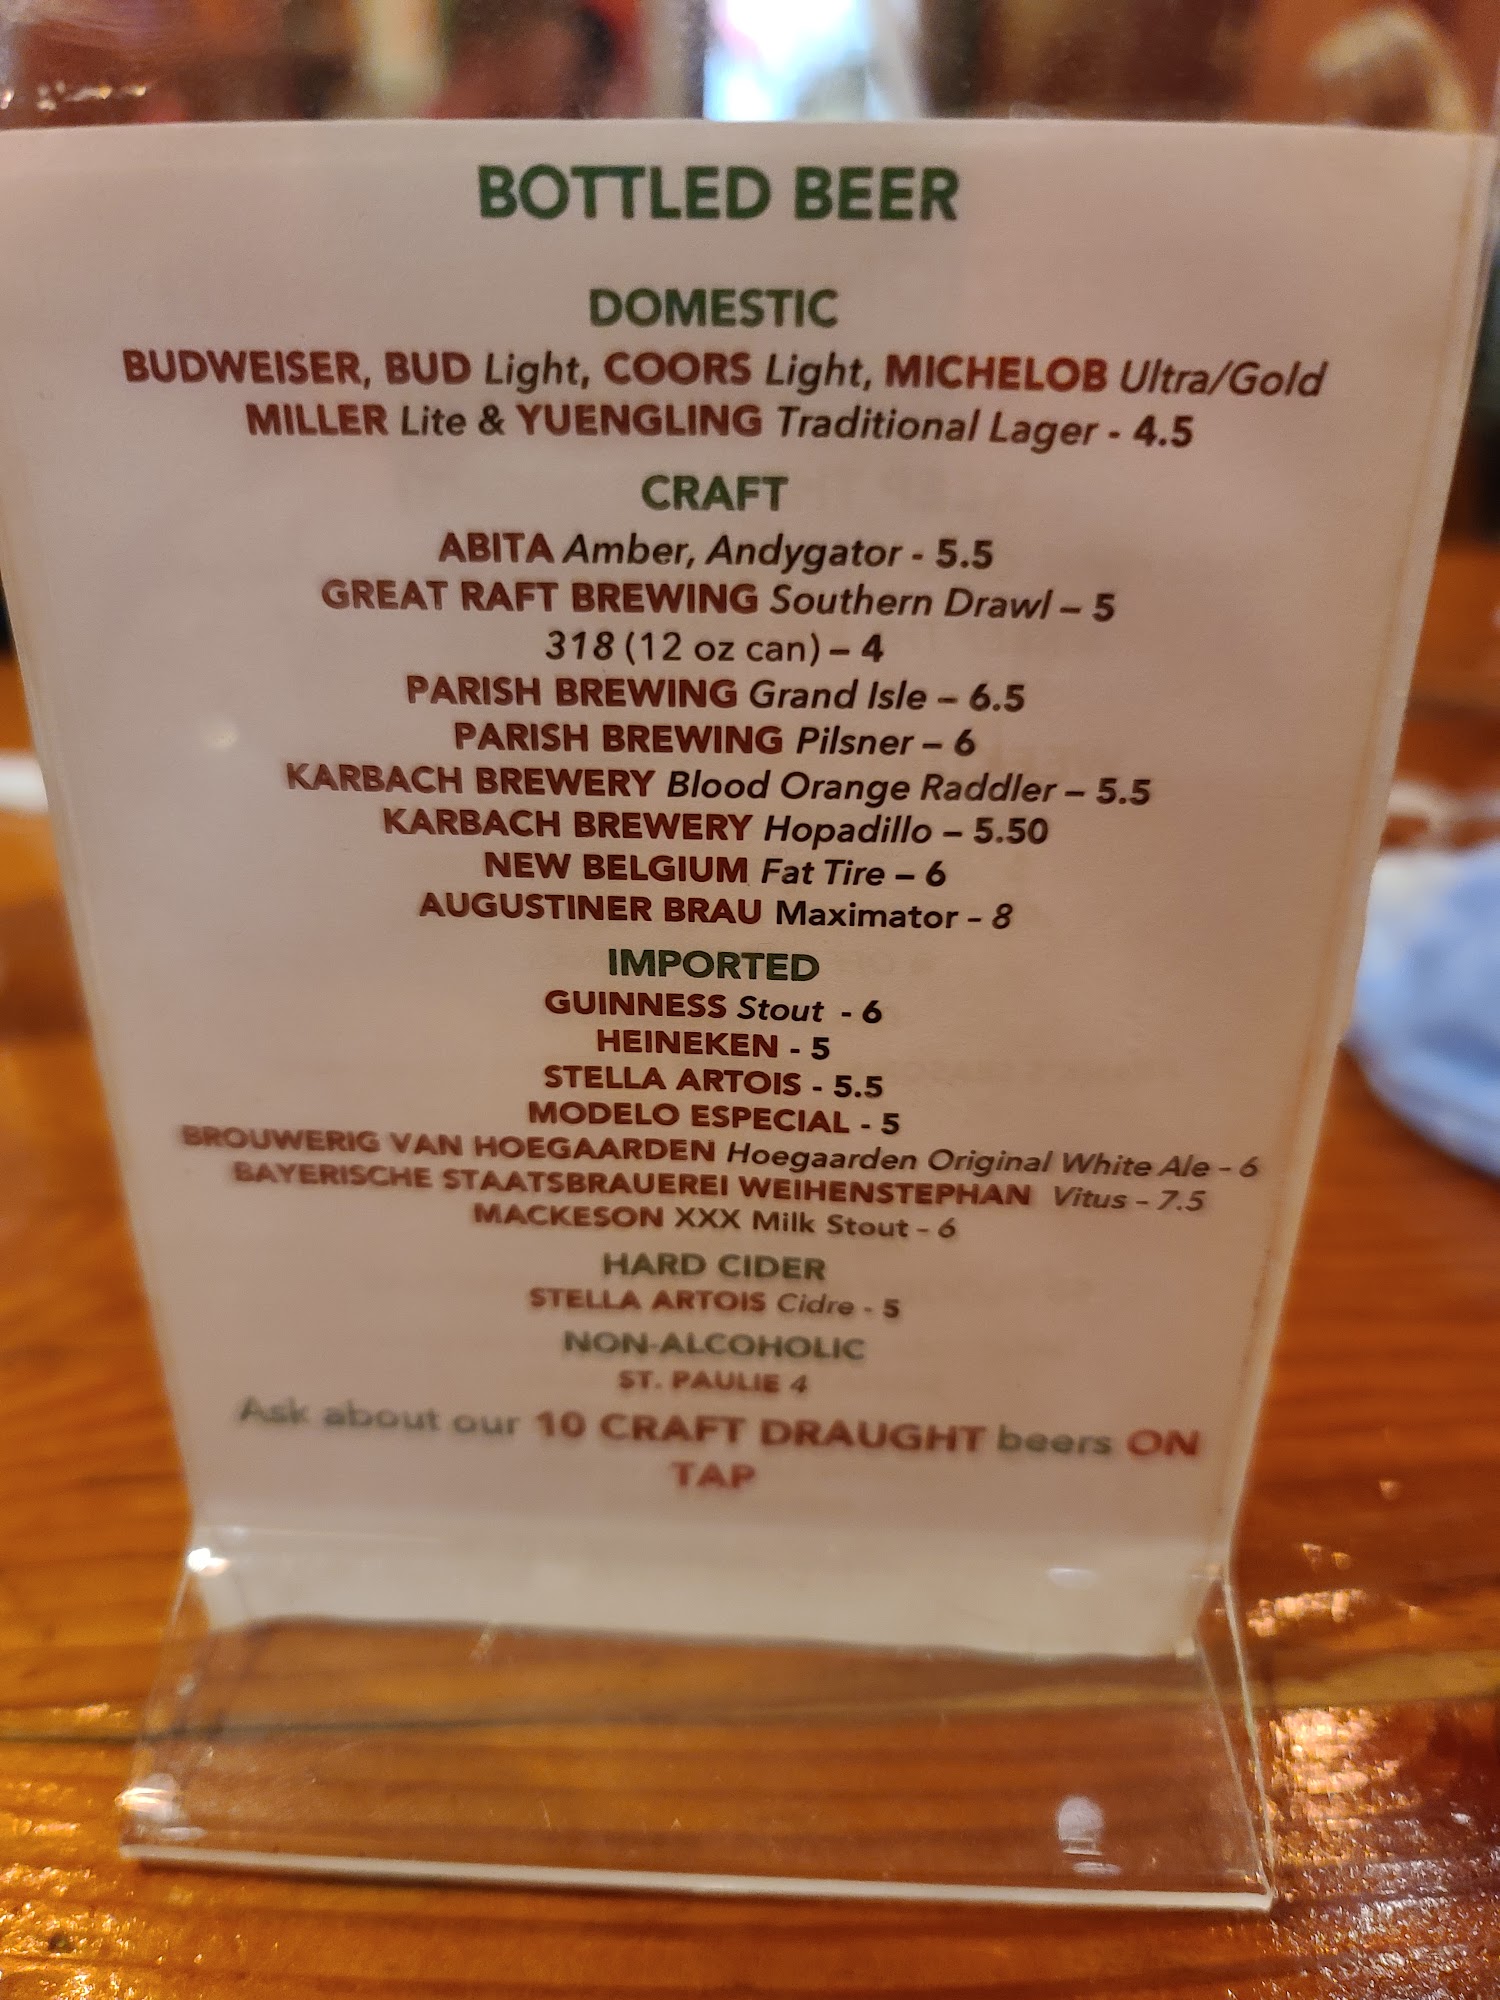 BOTTLED BEER
DOMESTIC
BUDWEISER, BUD Light, COORS Light, MICHELOB Ultra/Gold
MILLER Lite & YUENGLING Traditional Lager - 4.5
CRAFT
ABITA Amber, Andygator - 5.5
GREAT RAFT BREWING Southern Drawl – 5
318 (12 oz can) – 4
PARISH BREWING Grand Isle – 6.5
PARISH BREWING Pilsner – 6
KARBACH BREWERY Blood Orange Raddler – 5.5
KARBACH BREWERY Hopadillo – 5.50
NEW BELGIUM Fat Tire – 6
AUGUSTINER BRAU Maximator - 8
IMPORTED
GUINNESS Stout - 6
HEINEKEN - 5
STELLA ARTOIS - 5.5
MODELO ESPECIAL - 5
BROUWERIG VAN HOEGAARDEN Hoegaarden Original White Ale - 6
BAYERISCHE STAATSBRAUEREI WEIHENSTEPHAN Vitus - 7.5
MACKESON XXX Milk Stout - 6
HARD CIDER
STELLA ARTOIS Cidre - 5
NON-ALCOHOLIC
ST. PAULIE 4
Ask about our 10 CRAFT DRAUGHT beers ON
TAP